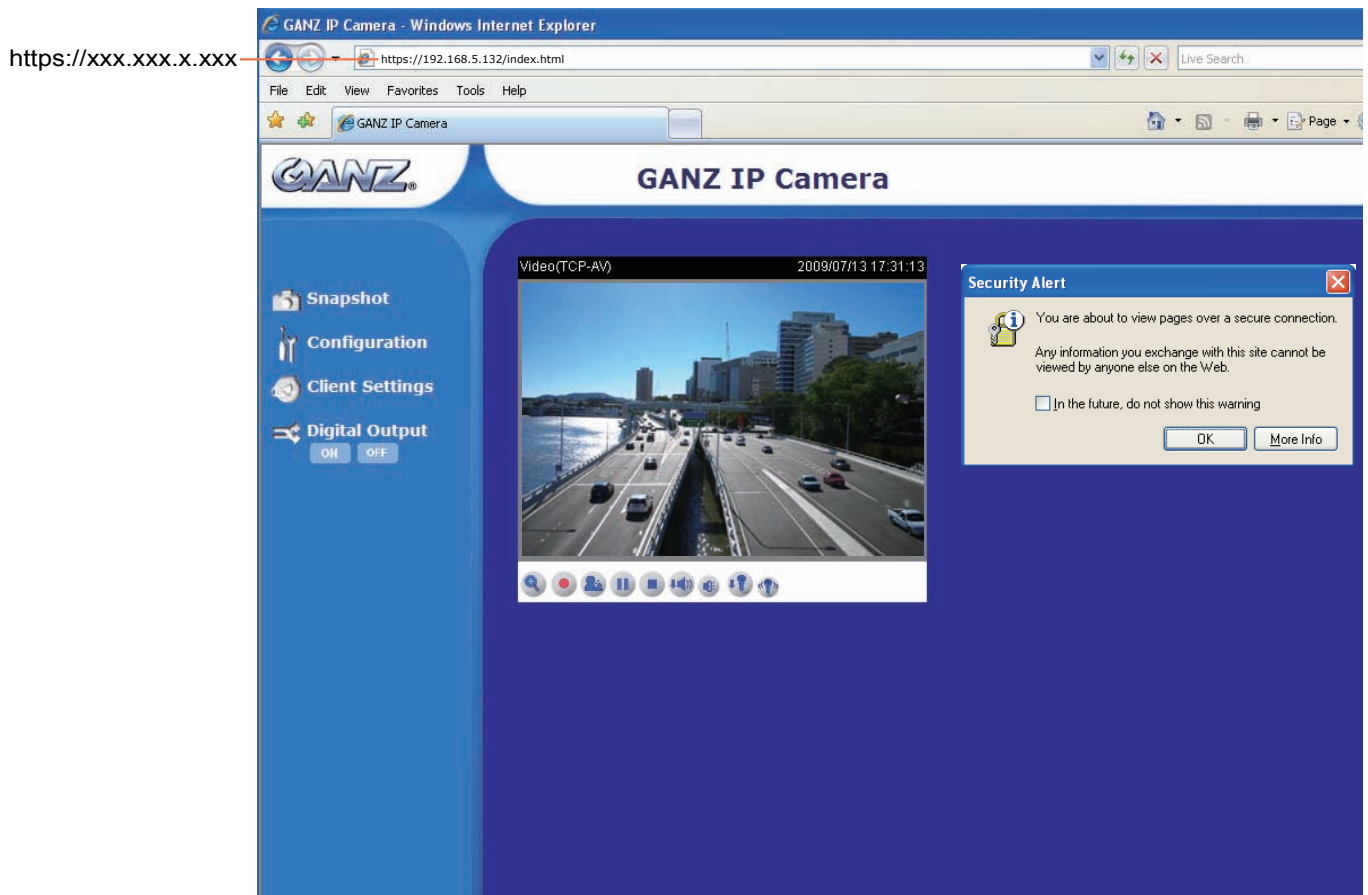 GANZ IP Camera - Windows Internet Explorer
https://xxx.xxx.x.xxx
https://192.168.5.132/index.html
Live Search
File Edit View Favorites Tools Help
GANZ IP Camera
Page
GANZ®
GANZ IP Camera
Video(TCP-AV) 2009/07/13 17:31:13
Snapshot
Configuration
Client Settings
Digital Output
ON OFF
Security Alert
You are about to view pages over a secure connection.
Any information you exchange with this site cannot be
viewed by anyone else on the Web.
In the future, do not show this warning
OK More Info